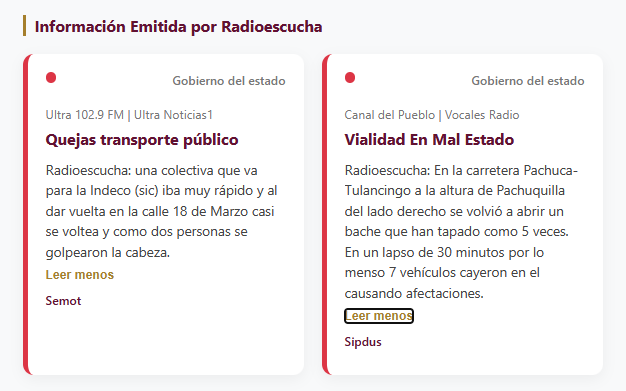 Información Emitida por Radioescucha
Gobierno del estado
Ultra 102.9 FM | Ultra Noticias1
Quejas transporte público
Radioescucha: una colectiva que va
para la Indeco (sic) iba muy rápido y al
dar vuelta en la calle 18 de Marzo casi
se voltea y como dos personas se
golpearon la cabeza.
Leer menos
Semot
Gobierno del estado
Canal del Pueblo | Vocales Radio
Vialidad En Mal Estado
Radioescucha: En la carretera Pachuca-
Tulancingo a la altura de Pachuquilla
del lado derecho se volvió a abrir un
bache que han tapado como 5 veces.
En un lapso de 30 minutos por lo
menso 7 vehículos cayeron en el
causando afectaciones.
Leer menos
Sipdus